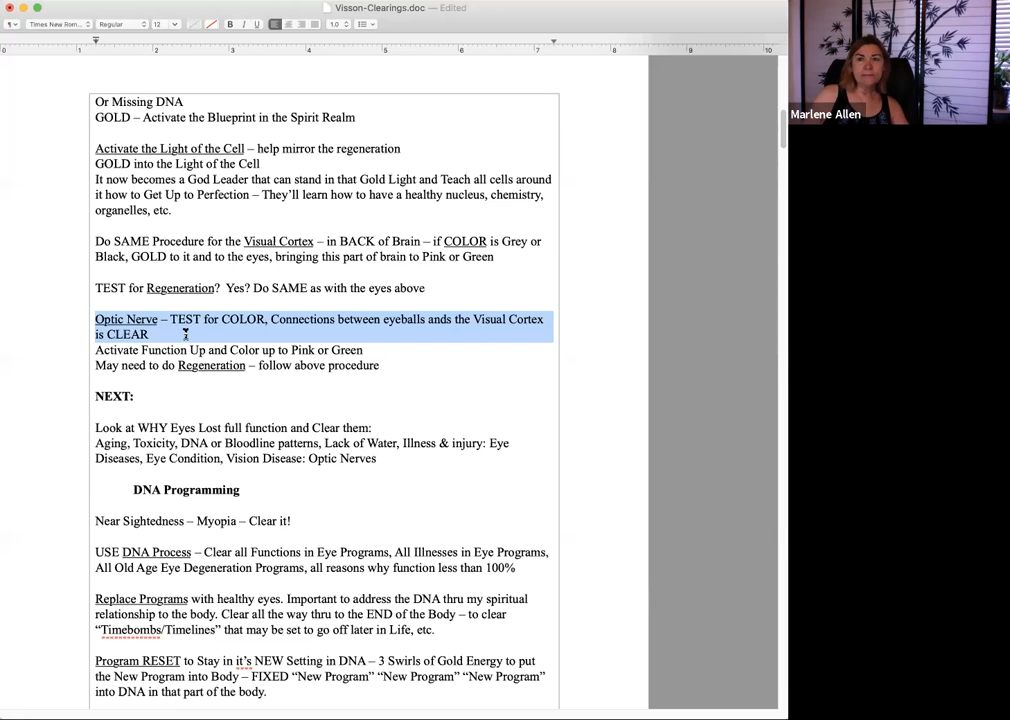 Visson-Clearings.doc — Edited
Times New Rom... Regular 12 B I U 1.0
0 1 2 3 4 5 6 7 8 9 10
Or Missing DNA
GOLD – Activate the Blueprint in the Spirit Realm
Activate the Light of the Cell – help mirror the regeneration
GOLD into the Light of the Cell
It now becomes a God Leader that can stand in that Gold Light and Teach all cells around
it how to Get Up to Perfection – They’ll learn how to have a healthy nucleus, chemistry,
organelles, etc.
Do SAME Procedure for the Visual Cortex – in BACK of Brain – if COLOR is Grey or
Black, GOLD to it and to the eyes, bringing this part of brain to Pink or Green
TEST for Regeneration? Yes? Do SAME as with the eyes above
Optic Nerve – TEST for COLOR, Connections between eyeballs ands the Visual Cortex
is CLEAR
Activate Function Up and Color up to Pink or Green
May need to do Regeneration – follow above procedure
NEXT:
Look at WHY Eyes Lost full function and Clear them:
Aging, Toxicity, DNA or Bloodline patterns, Lack of Water, Illness & injury: Eye
Diseases, Eye Condition, Vision Disease: Optic Nerves
DNA Programming
Near Sightedness – Myopia – Clear it!
USE DNA Process – Clear all Functions in Eye Programs, All Illnesses in Eye Programs,
All Old Age Eye Degeneration Programs, all reasons why function less than 100%
Replace Programs with healthy eyes. Important to address the DNA thru my spiritual
relationship to the body. Clear all the way thru to the END of the Body – to clear
“Timebombs/Timelines” that may be set to go off later in Life, etc.
Program RESET to Stay in it’s NEW Setting in DNA – 3 Swirls of Gold Energy to put
the New Program into Body – FIXED “New Program” “New Program” “New Program”
into DNA in that part of the body.
Marlene Allen